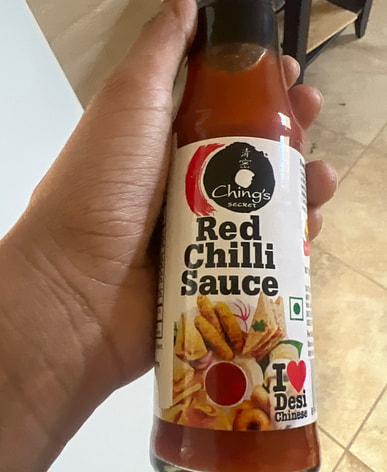 Ching's
SECRET
Red
Chilli
Sauce
I
Desi
Chinese